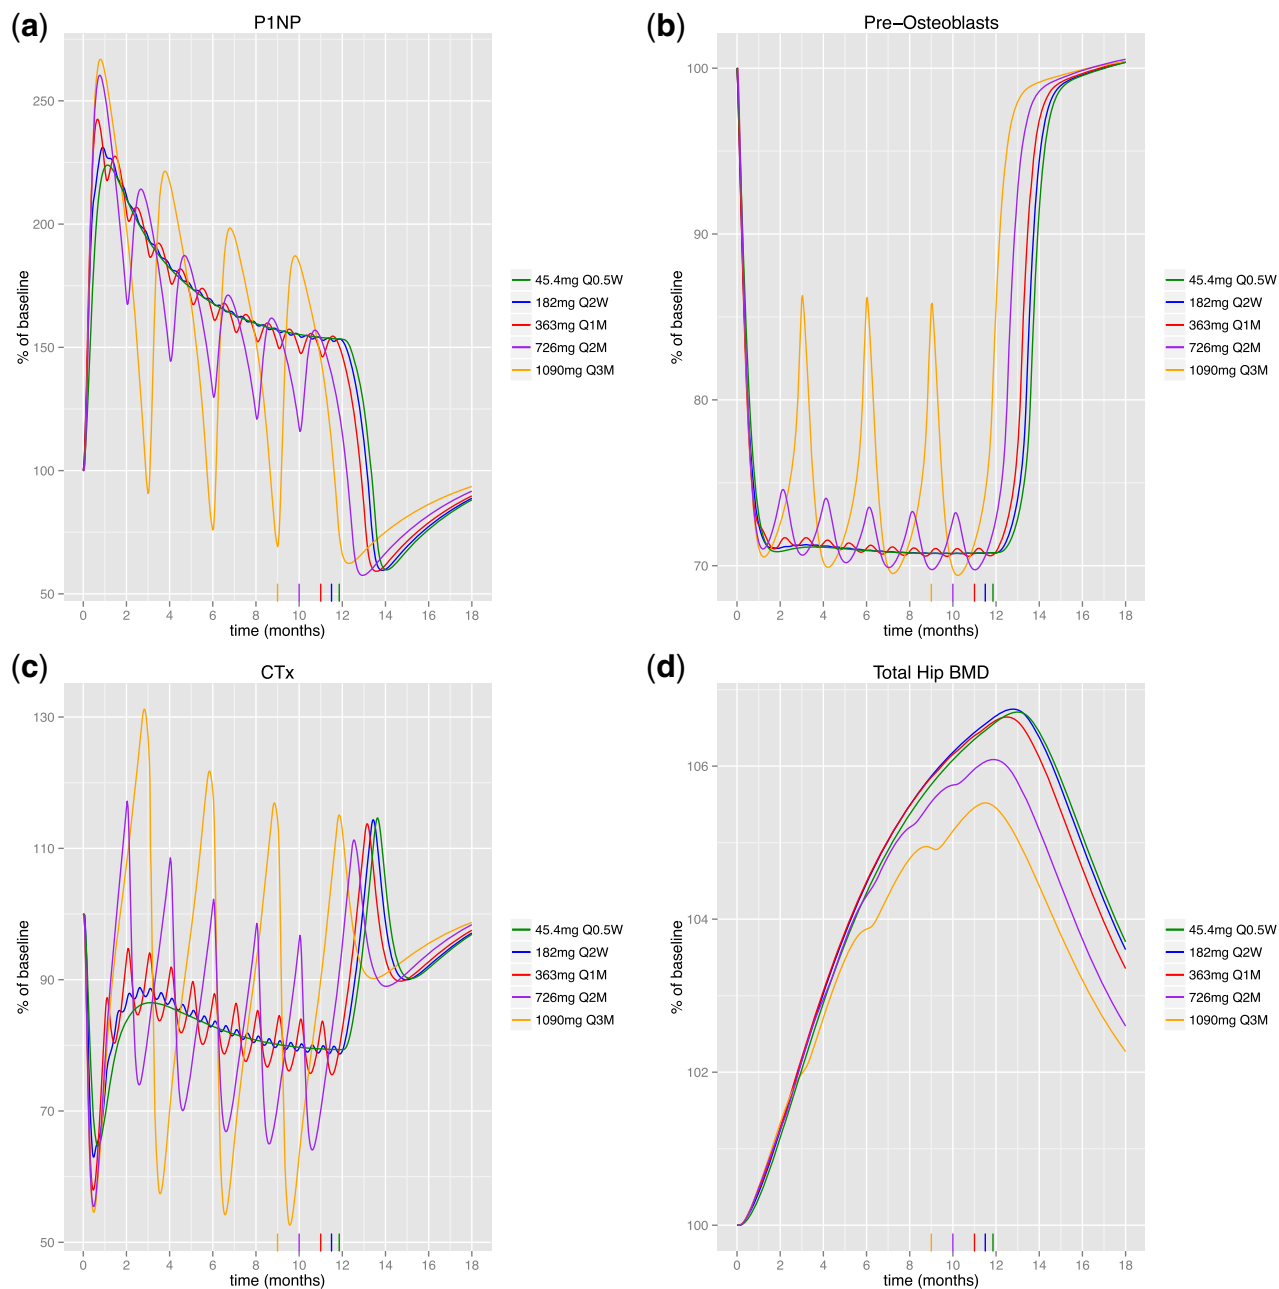 (a)
P1NP
% of baseline
250
200
150
100
50
0 2 4 6 8 10 12 14 16 18
time (months)
45.4mg Q0.5W
182mg Q2W
363mg Q1M
726mg Q2M
1090mg Q3M
(b)
Pre−Osteoblasts
% of baseline
100
90
80
70
0 2 4 6 8 10 12 14 16 18
time (months)
45.4mg Q0.5W
182mg Q2W
363mg Q1M
726mg Q2M
1090mg Q3M
(c)
CTx
% of baseline
130
110
90
70
50
0 2 4 6 8 10 12 14 16 18
time (months)
45.4mg Q0.5W
182mg Q2W
363mg Q1M
726mg Q2M
1090mg Q3M
(d)
Total Hip BMD
% of baseline
106
104
102
100
0 2 4 6 8 10 12 14 16 18
time (months)
45.4mg Q0.5W
182mg Q2W
363mg Q1M
726mg Q2M
1090mg Q3M